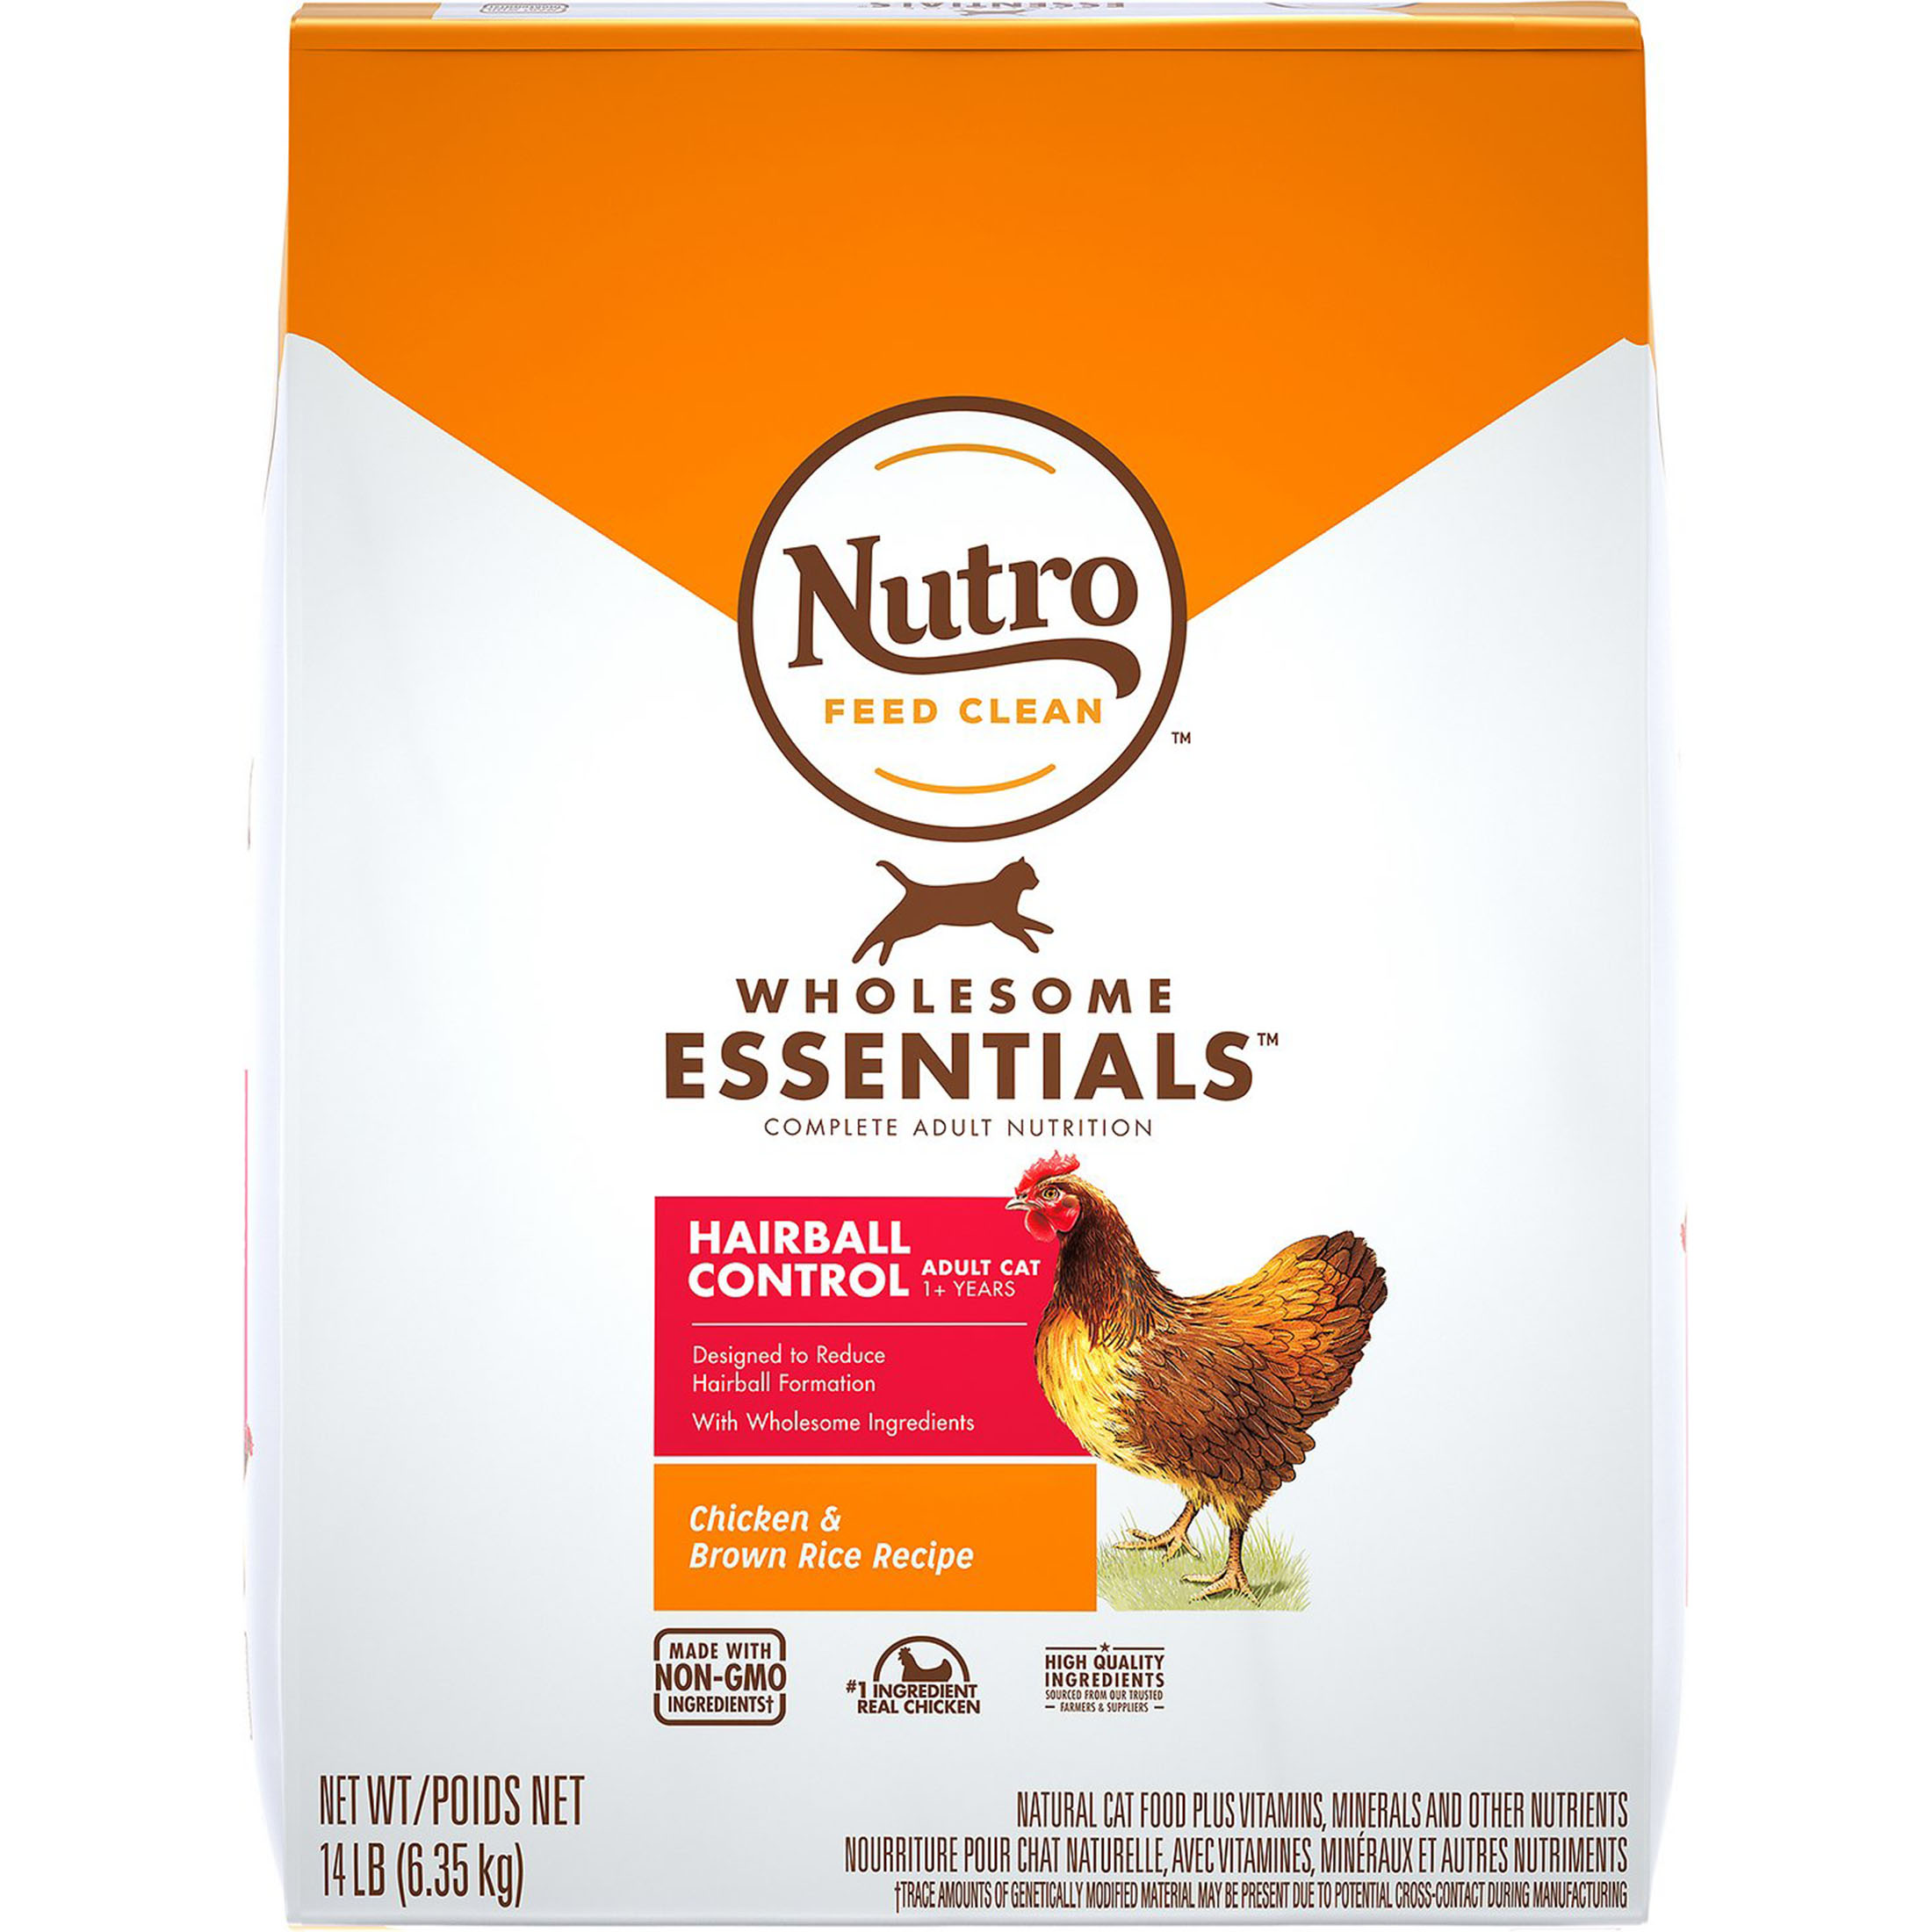 Nutro
FEED CLEAN
™
WHOLESOME
ESSENTIALS™
COMPLETE ADULT NUTRITION
HAIRBALL
CONTROL
ADULT CAT
1+ YEARS
Designed to Reduce
Hairball Formation
With Wholesome Ingredients
Chicken &
Brown Rice Recipe
MADE WITH
NON-GMO
INGREDIENTS†
#1 INGREDIENT
REAL CHICKEN
HIGH QUALITY
INGREDIENTS
SOURCED FROM OUR TRUSTED
FARMERS & SUPPLIERS
NET WT/POIDS NET
14 LB (6.35 kg)
NATURAL CAT FOOD PLUS VITAMINS, MINERALS AND OTHER NUTRIENTS
NOURRITURE POUR CHAT NATURELLE, AVEC VITAMINES, MINÉRAUX ET AUTRES NUTRIMENTS
†TRACE AMOUNTS OF GENETICALLY MODIFIED MATERIAL MAY BE PRESENT DUE TO POTENTIAL CROSS-CONTACT DURING MANUFACTURING